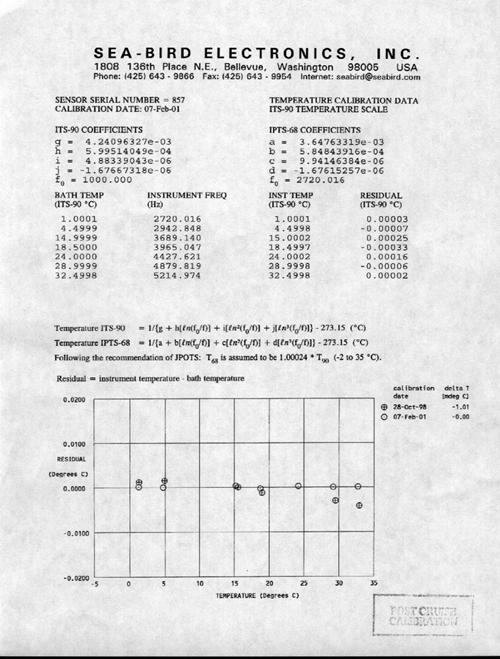 SEA-BIRD ELECTRONICS, INC.
1808 136th Place N.E., Bellevue, Washington 98005 USA
Phone: (425) 643 - 9866 Fax: (425) 643 - 9954 Internet: seabird@seabird.com
SENSOR SERIAL NUMBER = 857
CALIBRATION DATE: 07-Feb-01
TEMPERATURE CALIBRATION DATA
ITS-90 TEMPERATURE SCALE
ITS-90 COEFFICIENTS
g = 4.24096327e-03
h = 5.99514049e-04
i = 4.88339043e-06
j = -1.67667318e-06
f₀ = 1000.000
IPTS-68 COEFFICIENTS
a = 3.64763319e-03
b = 5.84843916e-04
c = 9.94146384e-06
d = -1.67615257e-06
f₀ = 2720.016
BATH TEMP INSTRUMENT FREQ INST TEMP RESIDUAL
(ITS-90 °C) (Hz) (ITS-90 °C) (ITS-90 °C)
1.0001 2720.016 1.0001 0.00003
4.4999 2942.848 4.4998 -0.00007
14.9999 3689.140 15.0002 0.00025
18.5000 3965.047 18.4997 -0.00033
24.0000 4427.621 24.0002 0.00016
28.9999 4879.819 28.9998 -0.00006
32.4998 5214.974 32.4998 0.00002
Temperature ITS-90 = 1/{g + h[ℓn(f₀/f)] + i[ℓn²(f₀/f)] + j[ℓn³(f₀/f)]} - 273.15 (°C)
Temperature IPTS-68 = 1/{a + b[ℓn(f₀/f)] + c[ℓn²(f₀/f)] + d[ℓn³(f₀/f)]} - 273.15 (°C)
Following the recommendation of JPOTS: T₆₈ is assumed to be 1.00024 * T₉₀ (-2 to 35 °C).
Residual = instrument temperature - bath temperature
calibration delta T
date [mdeg C]
28-Oct-98 -1.01
07-Feb-01 -0.00
0.0200
0.0100
RESIDUAL
(Degrees C)
0.0000
-0.0100
-0.0200
-5 0 5 10 15 20 25 30 35
TEMPERATURE (Degrees C)
POST CRUISE
CALIBRATION